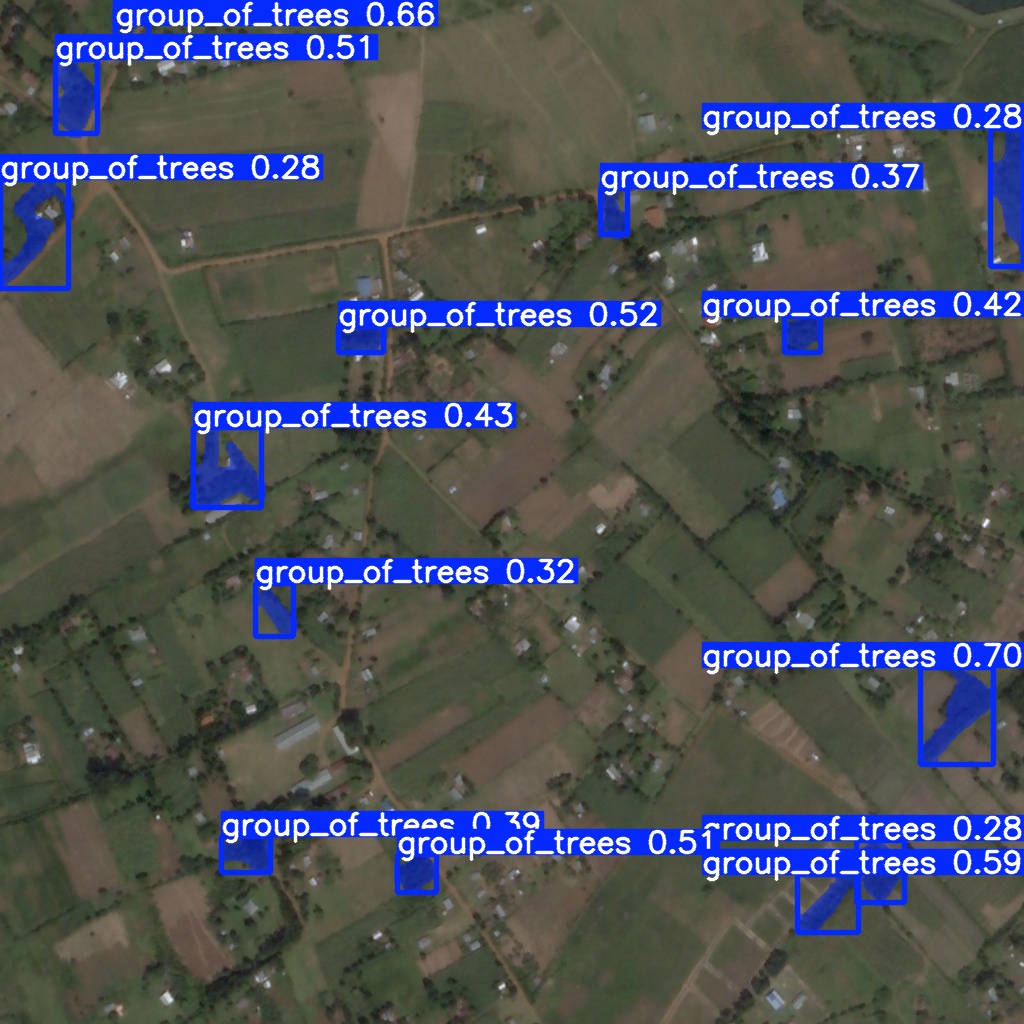 group_of_trees 0.66
group_of_trees 0.51
group_of_trees 0.28
group_of_trees 0.28
group_of_trees 0.37
group_of_trees 0.42
group_of_trees 0.52
group_of_trees 0.43
group_of_trees 0.32
group_of_trees 0.70
group_of_trees 0.39
group_of_trees 0.51
group_of_trees 0.28
group_of_trees 0.59